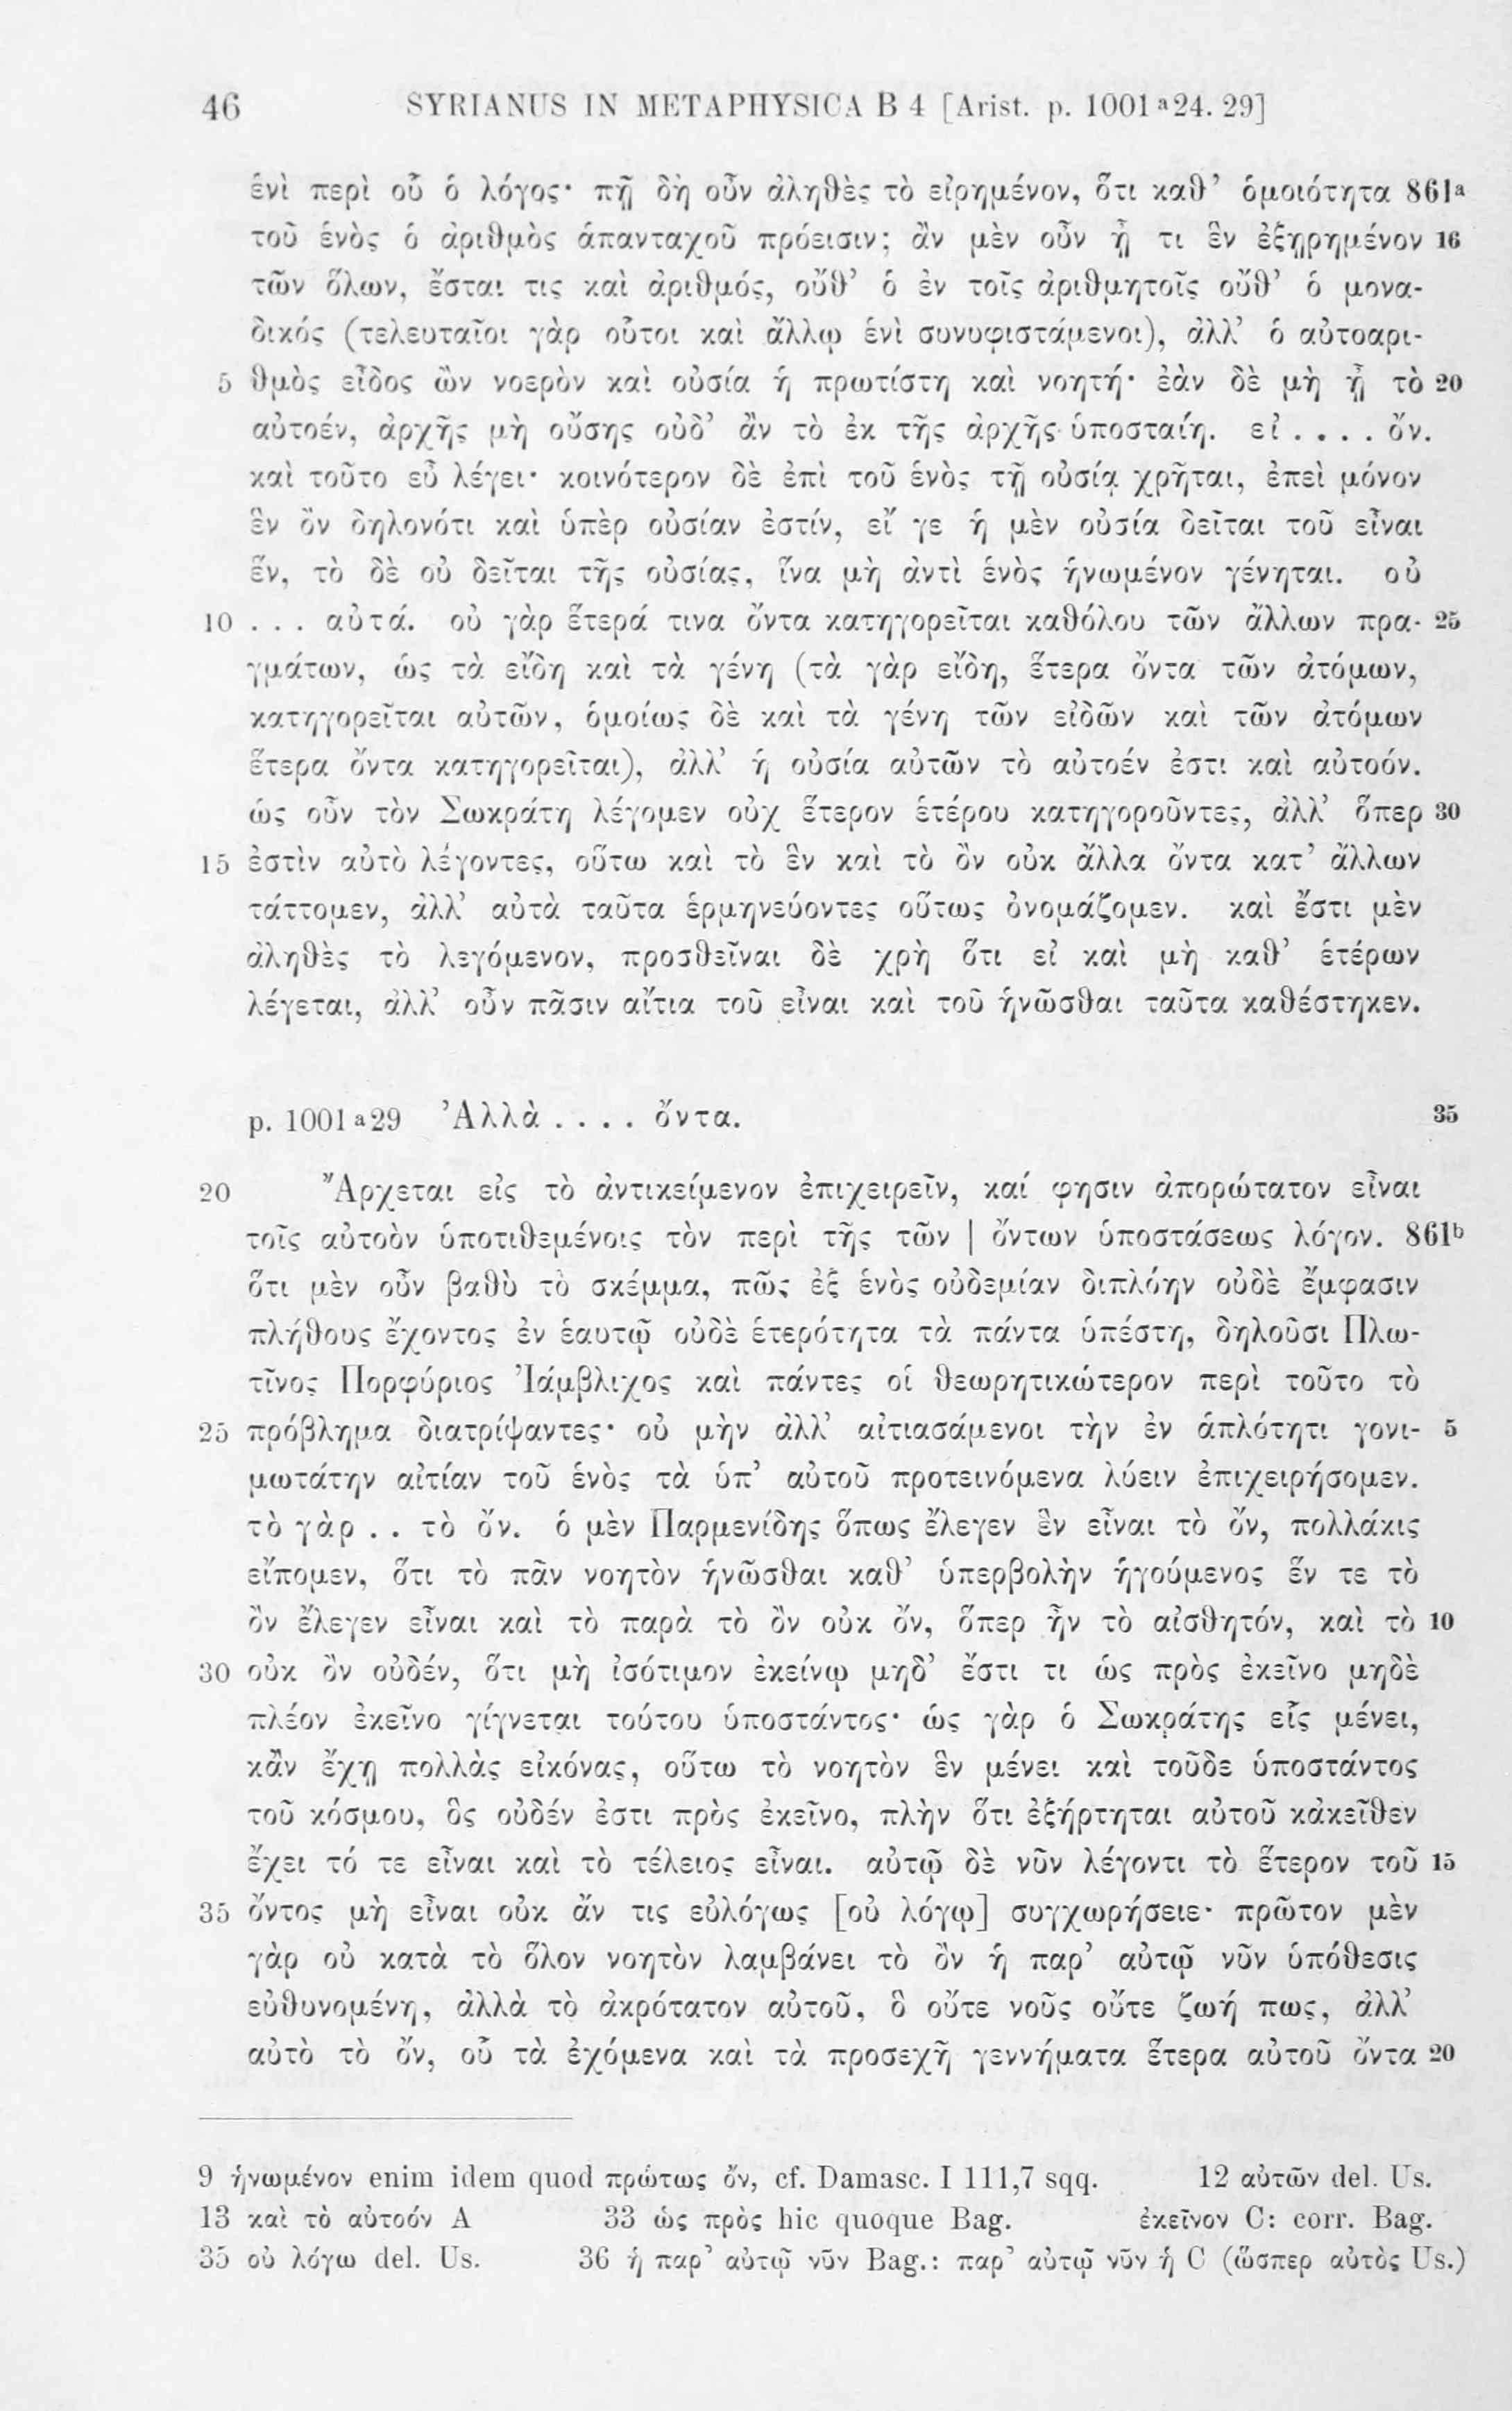 46 SYRIANUS IN METAPHYSICA B 4 [Arist. p. 1001 a 24. 29]
ἑνὶ περὶ οὗ ὁ λόγος· πῇ δὴ οὖν ἀληθὲς τὸ εἰρημένον, ὅτι καθ’ ὁμοιότητα 861a
τοῦ ἑνὸς ὁ ἀριθμὸς ἁπανταχοῦ πρόεισιν; ἂν μὲν οὖν ᾖ τι ἓν ἐξῃρημένον 16
τῶν ὅλων, ἔσται τις καὶ ἀριθμός, οὔθ’ ὁ ἐν τοῖς ἀριθμητοῖς οὔθ’ ὁ μονα-
δικός (τελευταῖοι γὰρ οὗτοι καὶ ἄλλῳ ἑνὶ συνυφιστάμενοι), ἀλλ’ ὁ αὐτοαρι-
5 θμὸς εἶδος ὢν νοερὸν καὶ οὐσία ἡ πρωτίστη καὶ νοητή· ἐὰν δὲ μὴ ᾖ τὸ 20
αὐτοέν, ἀρχῆς μὴ οὔσης οὐδ’ ἂν τὸ ἐκ τῆς ἀρχῆς ὑποσταίη. εἰ . . . . ὄν.
καὶ τοῦτο εὖ λέγει· κοινότερον δὲ ἐπὶ τοῦ ἑνὸς τῇ οὐσίᾳ χρῆται, ἐπεὶ μόνον
ἓν ὂν δηλονότι καὶ ὑπὲρ οὐσίαν ἐστίν, εἴ γε ἡ μὲν οὐσία δεῖται τοῦ εἶναι
ἕν, τὸ δὲ οὐ δεῖται τῆς οὐσίας, ἵνα μὴ ἀντὶ ἑνὸς ἡνωμένον γένηται. οὐ
10 . . . αὐτά. οὐ γὰρ ἕτερά τινα ὄντα κατηγορεῖται καθόλου τῶν ἄλλων πρα- 25
γμάτων, ὡς τὰ εἴδη καὶ τὰ γένη (τὰ γὰρ εἴδη, ἕτερα ὄντα τῶν ἀτόμων,
κατηγορεῖται αὐτῶν, ὁμοίως δὲ καὶ τὰ γένη τῶν εἰδῶν καὶ τῶν ἀτόμων
ἕτερα ὄντα κατηγορεῖται), ἀλλ’ ἡ οὐσία αὐτῶν τὸ αὐτοέν ἐστι καὶ αὐτοόν.
ὡς οὖν τὸν Σωκράτη λέγομεν οὐχ ἕτερον ἑτέρου κατηγοροῦντες, ἀλλ’ ὅπερ 30
15 ἐστὶν αὐτὸ λέγοντες, οὕτω καὶ τὸ ἓν καὶ τὸ ὂν οὐκ ἄλλα ὄντα κατ’ ἄλλων
τάττομεν, ἀλλ’ αὐτὰ ταῦτα ἑρμηνεύοντες οὕτως ὀνομάζομεν. καὶ ἔστι μὲν
ἀληθὲς τὸ λεγόμενον, προσθεῖναι δὲ χρὴ ὅτι εἰ καὶ μὴ καθ’ ἑτέρων
λέγεται, ἀλλ’ οὖν πᾶσιν αἴτια τοῦ εἶναι καὶ τοῦ ἡνῶσθαι ταῦτα καθέστηκεν.
p. 1001 a 29 Ἀλλὰ . . . . ὄντα. 35
20 Ἄρχεται εἰς τὸ ἀντικείμενον ἐπιχειρεῖν, καί φησιν ἀπορώτατον εἶναι
τοῖς αὐτοὸν ὑποτιθεμένοις τὸν περὶ τῆς τῶν | ὄντων ὑποστάσεως λόγον. 861b
ὅτι μὲν οὖν βαθὺ τὸ σκέμμα, πῶς ἐξ ἑνὸς οὐδεμίαν διπλόην οὐδὲ ἔμφασιν
πλήθους ἔχοντος ἐν ἑαυτῷ οὐδὲ ἑτερότητα τὰ πάντα ὑπέστη, δηλοῦσι Πλω-
τῖνος Πορφύριος Ἰάμβλιχος καὶ πάντες οἱ θεωρητικώτερον περὶ τοῦτο τὸ
25 πρόβλημα διατρίψαντες· οὐ μὴν ἀλλ’ αἰτιασάμενοι τὴν ἐν ἁπλότητι γονι- 5
μωτάτην αἰτίαν τοῦ ἑνὸς τὰ ὑπ’ αὐτοῦ προτεινόμενα λύειν ἐπιχειρήσομεν.
τὸ γὰρ . . τὸ ὄν. ὁ μὲν Παρμενίδης ὅπως ἔλεγεν ἓν εἶναι τὸ ὄν, πολλάκις
εἴπομεν, ὅτι τὸ πᾶν νοητὸν ἡνῶσθαι καθ’ ὑπερβολὴν ἡγούμενος ἕν τε τὸ
ὂν ἔλεγεν εἶναι καὶ τὸ παρὰ τὸ ὂν οὐκ ὄν, ὅπερ ἦν τὸ αἰσθητόν, καὶ τὸ 10
30 οὐκ ὂν οὐδέν, ὅτι μὴ ἰσότιμον ἐκείνῳ μηδ’ ἔστι τι ὡς πρὸς ἐκεῖνο μηδὲ
πλέον ἐκεῖνο γίγνεται τούτου ὑποστάντος· ὡς γὰρ ὁ Σωκράτης εἷς μένει,
κἂν ἔχῃ πολλὰς εἰκόνας, οὕτω τὸ νοητὸν ἓν μένει καὶ τοῦδε ὑποστάντος
τοῦ κόσμου, ὃς οὐδέν ἐστι πρὸς ἐκεῖνο, πλὴν ὅτι ἐξήρτηται αὐτοῦ κἀκεῖθεν
ἔχει τό τε εἶναι καὶ τὸ τέλειος εἶναι. αὐτῷ δὲ νῦν λέγοντι τὸ ἕτερον τοῦ 15
35 ὄντος μὴ εἶναι οὐκ ἄν τις εὐλόγως [οὐ λόγῳ] συγχωρήσειε· πρῶτον μὲν
γὰρ οὐ κατὰ τὸ ὅλον νοητὸν λαμβάνει τὸ ὂν ἡ παρ’ αὐτῷ νῦν ὑπόθεσις
εὐθυνομένη, ἀλλὰ τὸ ἀκρότατον αὐτοῦ, ὃ οὔτε νοῦς οὔτε ζωή πως, ἀλλ’
αὐτὸ τὸ ὄν, οὗ τὰ ἐχόμενα καὶ τὰ προσεχῆ γεννήματα ἕτερα αὐτοῦ ὄντα 20
9 ἡνωμένον enim idem quod πρώτως ὄν, cf. Damasc. I 111,7 sqq. 12 αὐτῶν del. Us.
13 καὶ τὸ αὐτοόν A 33 ὡς πρὸς hic quoque Bag. ἐκεῖνον C: corr. Bag.
35 οὐ λόγω del. Us. 36 ἡ παρ’ αὐτῷ νῦν Bag.: παρ’ αὐτῷ νῦν ἡ C (ὥσπερ αὐτὸς Us.)